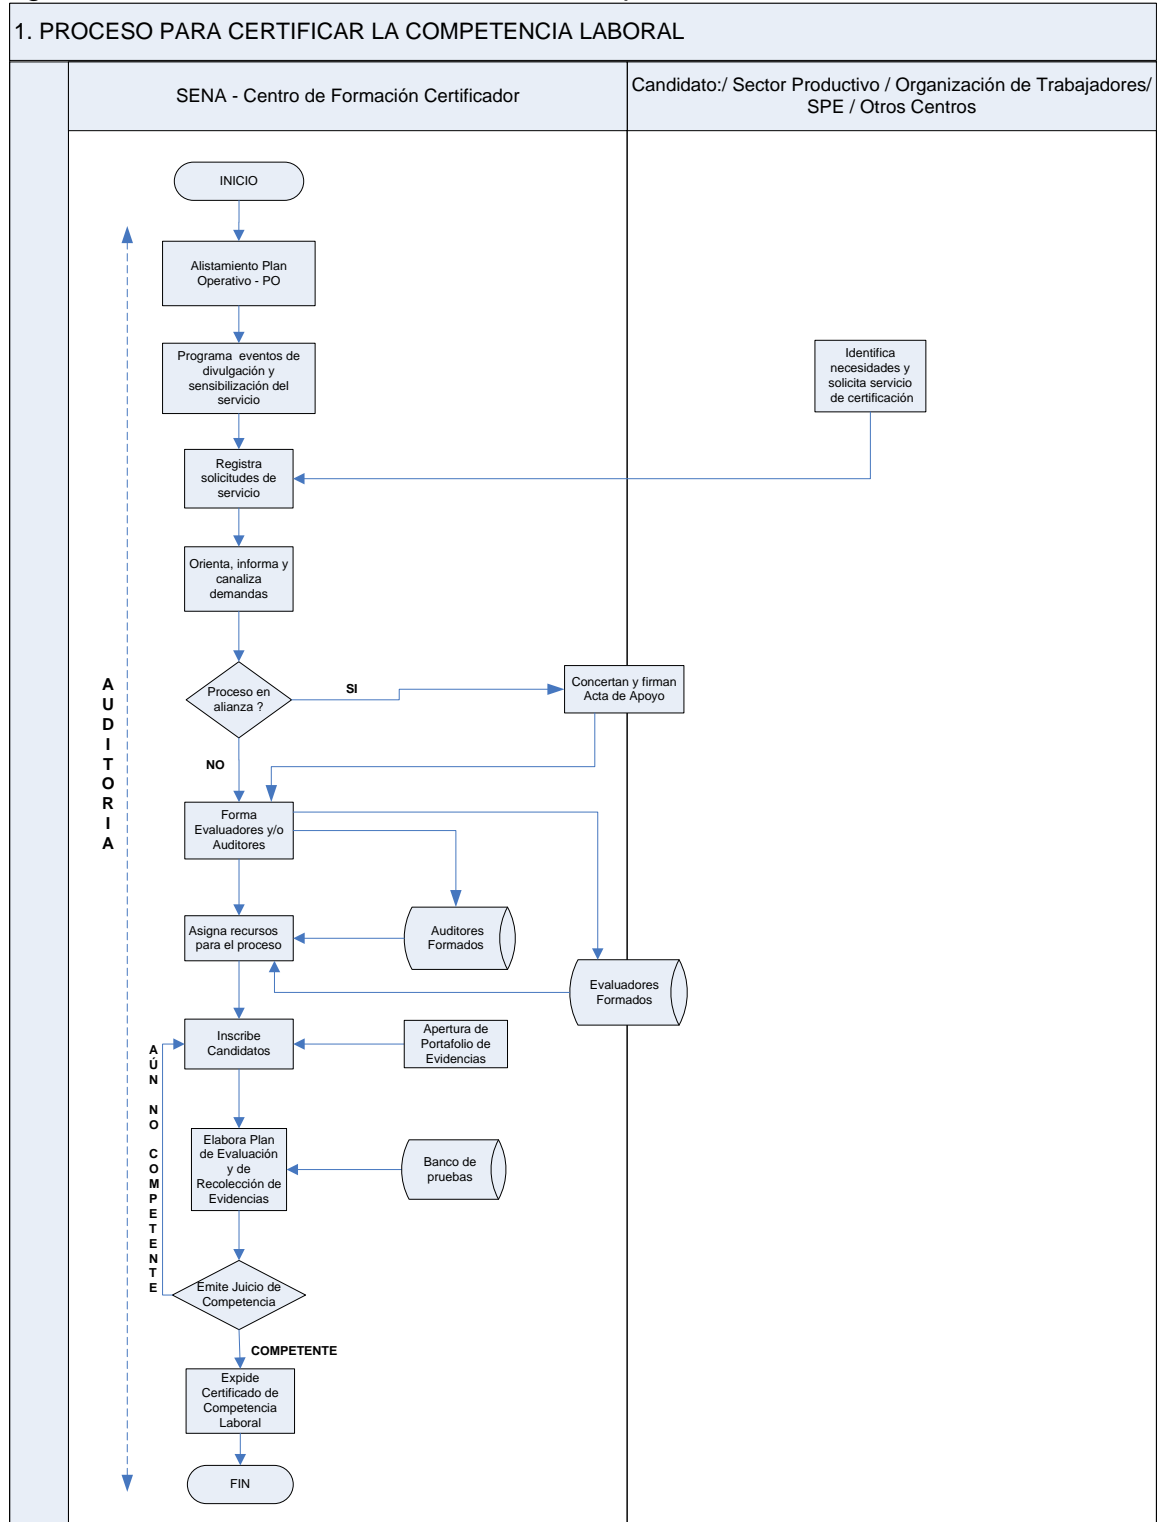 1. PROCESO PARA CERTIFICAR LA COMPETENCIA LABORAL
SENA - Centro de Formación Certificador
Candidato:/ Sector Productivo / Organización de Trabajadores/
SPE / Otros Centros
INICIO
Alistamiento Plan
Operativo - PO
Programa eventos de
divulgación y
sensibilización del
servicio
Identifica
necesidades y
solicita servicio
de certificación
Registra
solicitudes de
servicio
Orienta, informa y
canaliza
demandas
Proceso en
alianza ?
SI
Concertan y firman
Acta de Apoyo
NO
AUDITORIA
Forma
Evaluadores y/o
Auditores
Asigna recursos
para el proceso
Auditores
Formados
Evaluadores
Formados
Inscribe
Candidatos
Apertura de
Portafolio de
Evidencias
AÚN NO COMPETENTE
Elabora Plan
de Evaluación
y de
Recolección de
Evidencias
Banco de
pruebas
Emite Juicio de
Competencia
COMPETENTE
Expide
Certificado de
Competencia
Laboral
FIN